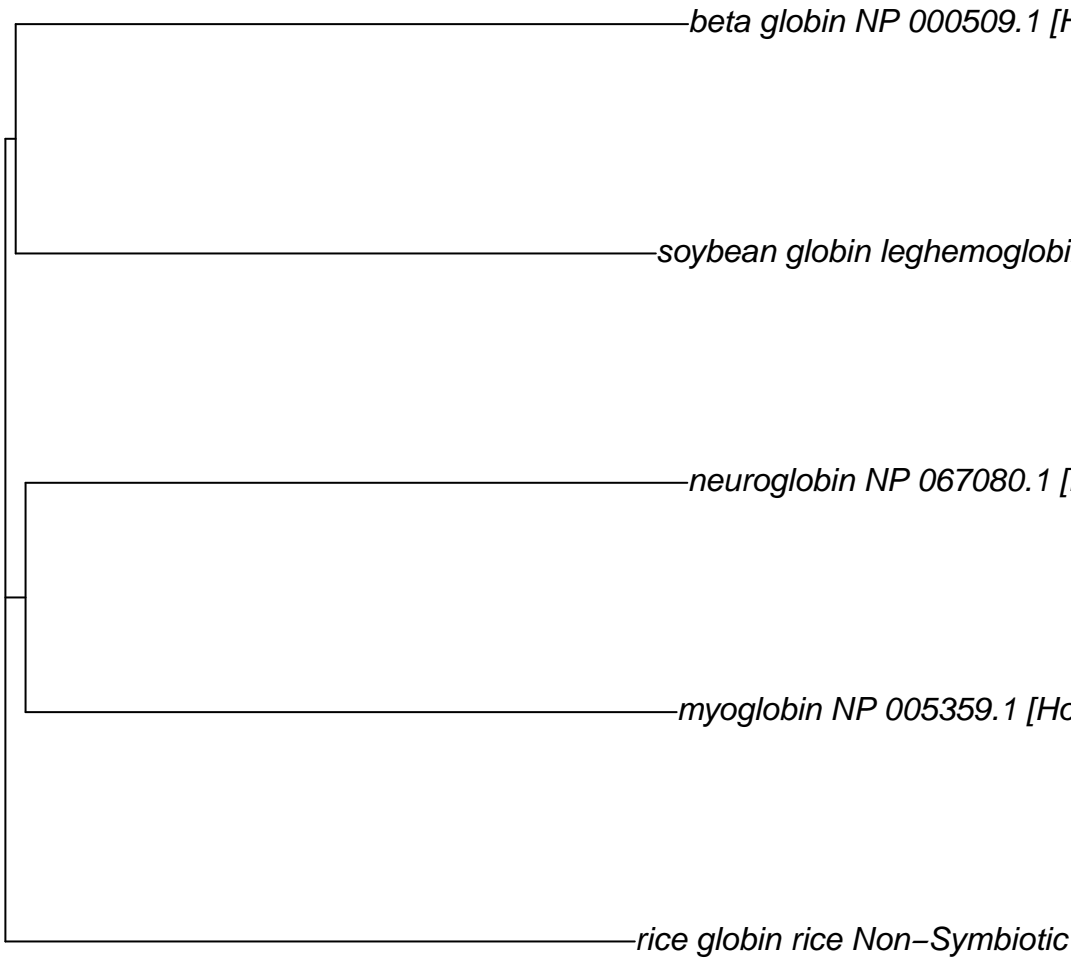 beta globin NP 000509.1 [H
soybean globin leghemoglobi
neuroglobin NP 067080.1 [
myoglobin NP 005359.1 [Ho
rice globin rice Non−Symbiotic